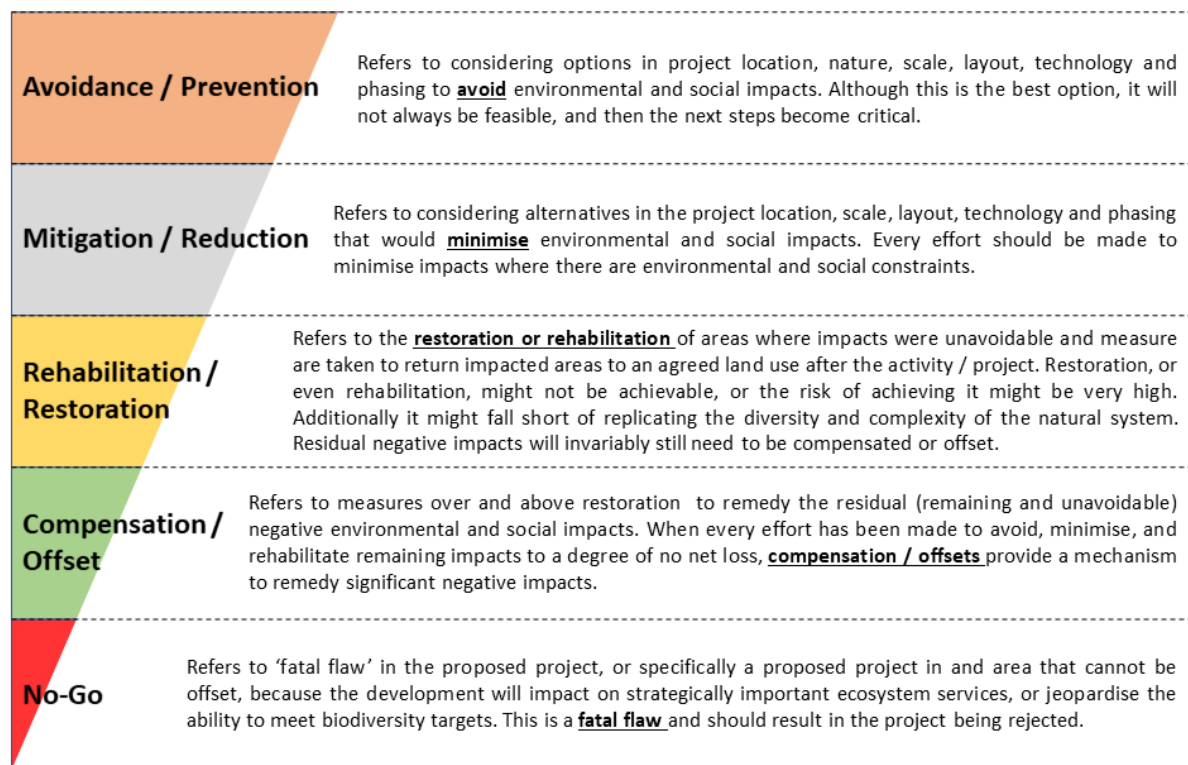 Avoidance / Prevention
Refers to considering options in project location, nature, scale, layout, technology and
phasing to avoid environmental and social impacts. Although this is the best option, it will
not always be feasible, and then the next steps become critical.
Mitigation / Reduction
Refers to considering alternatives in the project location, scale, layout, technology and phasing
that would minimise environmental and social impacts. Every effort should be made to
minimise impacts where there are environmental and social constraints.
Rehabilitation /
Restoration
Refers to the restoration or rehabilitation of areas where impacts were unavoidable and measure
are taken to return impacted areas to an agreed land use after the activity / project. Restoration, or
even rehabilitation, might not be achievable, or the risk of achieving it might be very high.
Additionally it might fall short of replicating the diversity and complexity of the natural system.
Residual negative impacts will invariably still need to be compensated or offset.
Compensation /
Offset
Refers to measures over and above restoration to remedy the residual (remaining and unavoidable)
negative environmental and social impacts. When every effort has been made to avoid, minimise, and
rehabilitate remaining impacts to a degree of no net loss, compensation / offsets provide a mechanism
to remedy significant negative impacts.
No-Go
Refers to ‘fatal flaw’ in the proposed project, or specifically a proposed project in and area that cannot be
offset, because the development will impact on strategically important ecosystem services, or jeopardise the
ability to meet biodiversity targets. This is a fatal flaw and should result in the project being rejected.